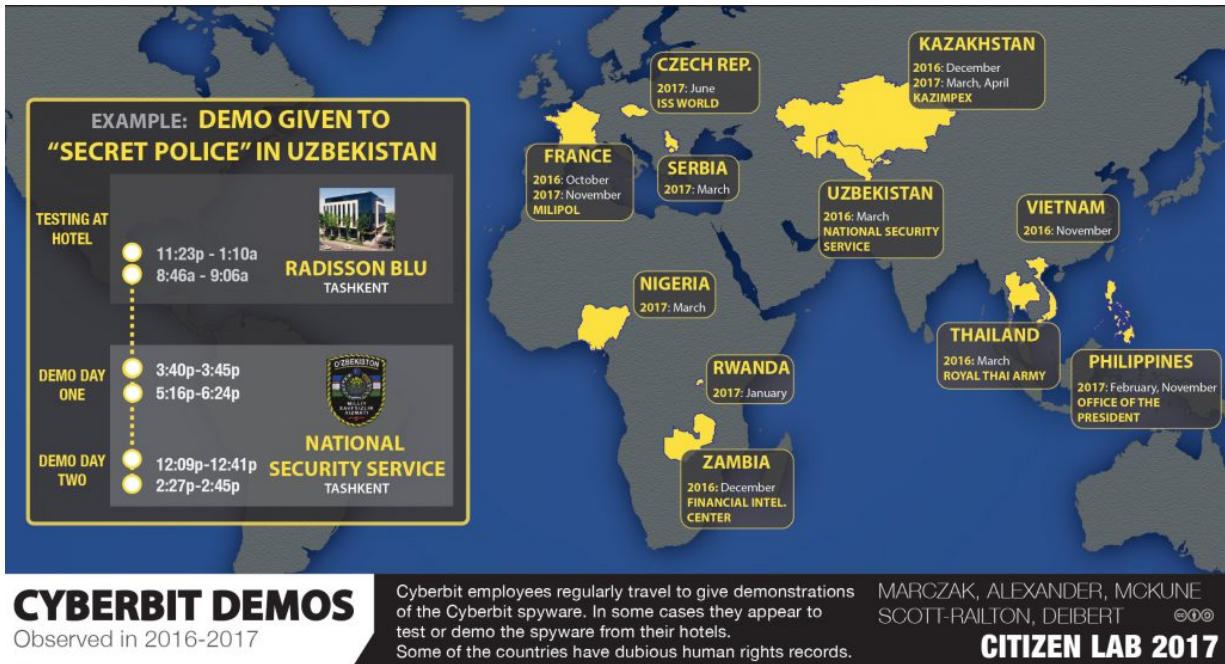 EXAMPLE: DEMO GIVEN TO
"SECRET POLICE" IN UZBEKISTAN
TESTING AT
HOTEL
11:23p - 1:10a
8:46a - 9:06a
RADISSON BLU
TASHKENT
DEMO DAY
ONE
3:40p-3:45p
5:16p-6:24p
O'ZBEKISTON
MILLIY
XAVFSIZLIK
XIZMATI
NATIONAL
SECURITY SERVICE
TASHKENT
DEMO DAY
TWO
12:09p-12:41p
2:27p-2:45p
FRANCE
2016: October
2017: November
MILIPOL
CZECH REP.
2017: June
ISS WORLD
SERBIA
2017: March
KAZAKHSTAN
2016: December
2017: March, April
KAZIMPEX
UZBEKISTAN
2016: March
NATIONAL SECURITY
SERVICE
VIETNAM
2016: November
NIGERIA
2017: March
RWANDA
2017: January
ZAMBIA
2016: December
FINANCIAL INTEL.
CENTER
THAILAND
2016: March
ROYAL THAI ARMY
PHILIPPINES
2017: February, November
OFFICE OF THE
PRESIDENT
CYBERBIT DEMOS
Observed in 2016-2017
Cyberbit employees regularly travel to give demonstrations
of the Cyberbit spyware. In some cases they appear to
test or demo the spyware from their hotels.
Some of the countries have dubious human rights records.
MARCZAK, ALEXANDER, MCKUNE
SCOTT-RAILTON, DEIBERT
CITIZEN LAB 2017